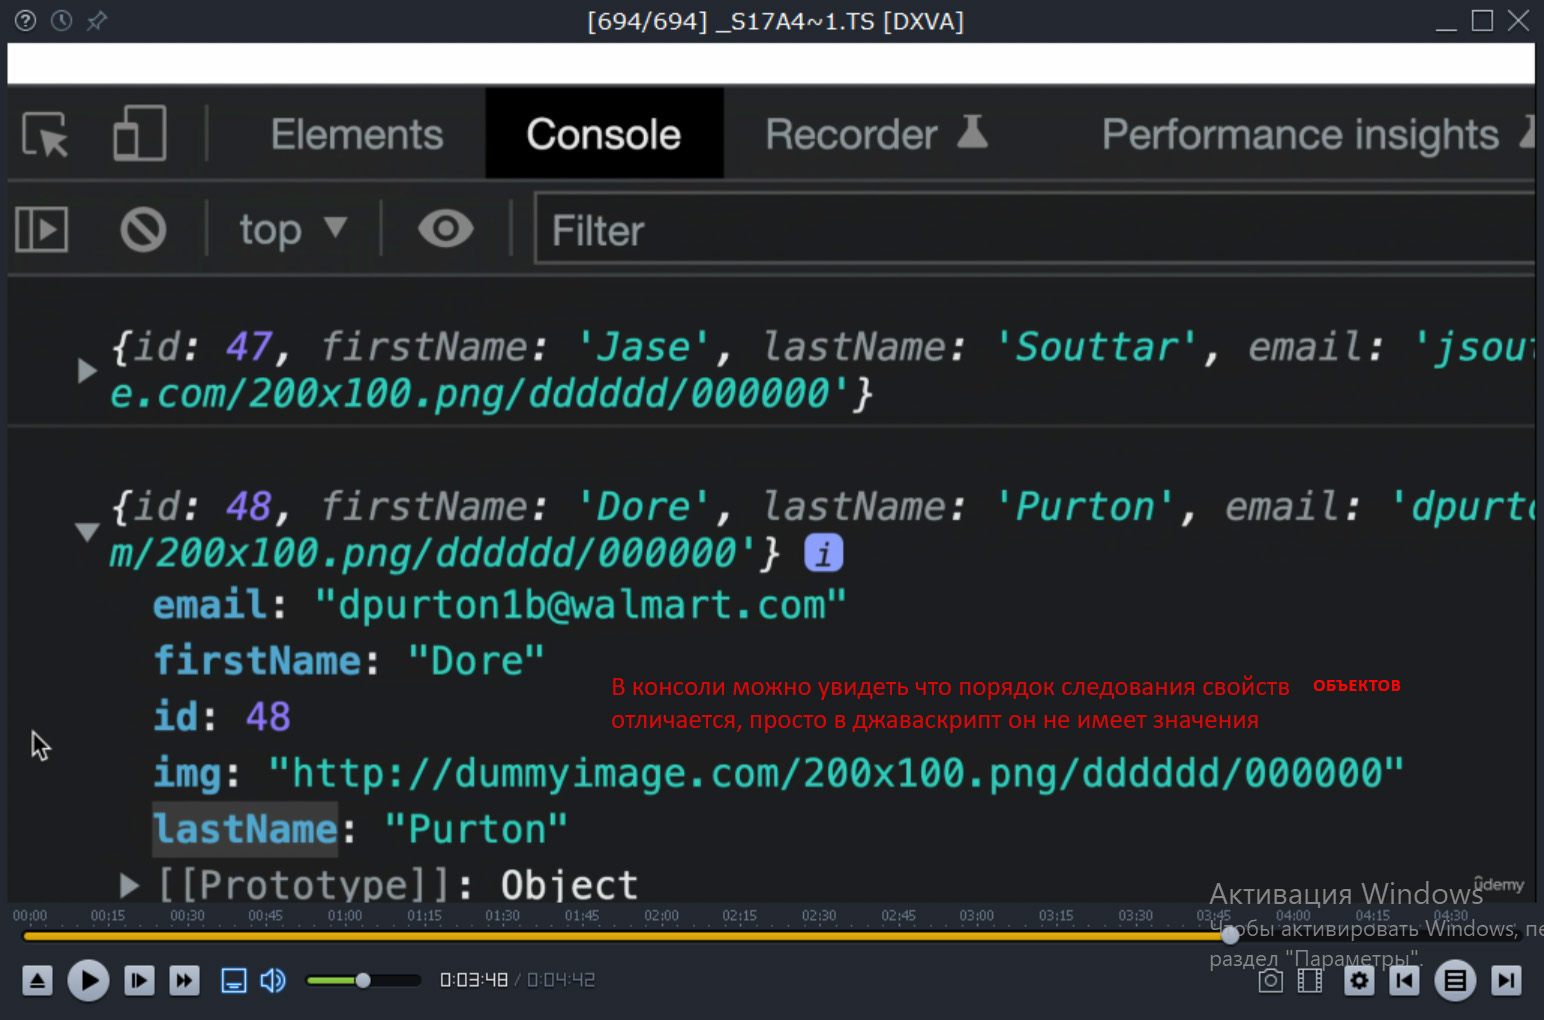 [694/694] _S17A4~1.TS [DXVA]
Elements Console Recorder Performance insights
top Filter
{id: 47, firstName: 'Jase', lastName: 'Souttar', email: 'jsout
e.com/200x100.png/dddddd/000000'}
{id: 48, firstName: 'Dore', lastName: 'Purton', email: 'dpurto
m/200x100.png/dddddd/000000'} i
email: "dpurton1b@walmart.com"
firstName: "Dore"
id: 48
В консоли можно увидеть что порядок следования свойств ОБЪЕКТОВ
отличается, просто в джаваскрипт он не имеет значения
img: "http://dummyimage.com/200x100.png/dddddd/000000"
lastName: "Purton"
[[Prototype]]: Object
ûdemy
Активация Windows
00:00 00:15 00:30 00:45 01:00 01:15 01:30 01:45 02:00 02:15 02:30 02:45 03:00 03:15 03:30 03:45 04:00 04:15 04:30
Чтобы активировать Windows, пе
раздел "Параметры".
0:03:48 / 0:04:42